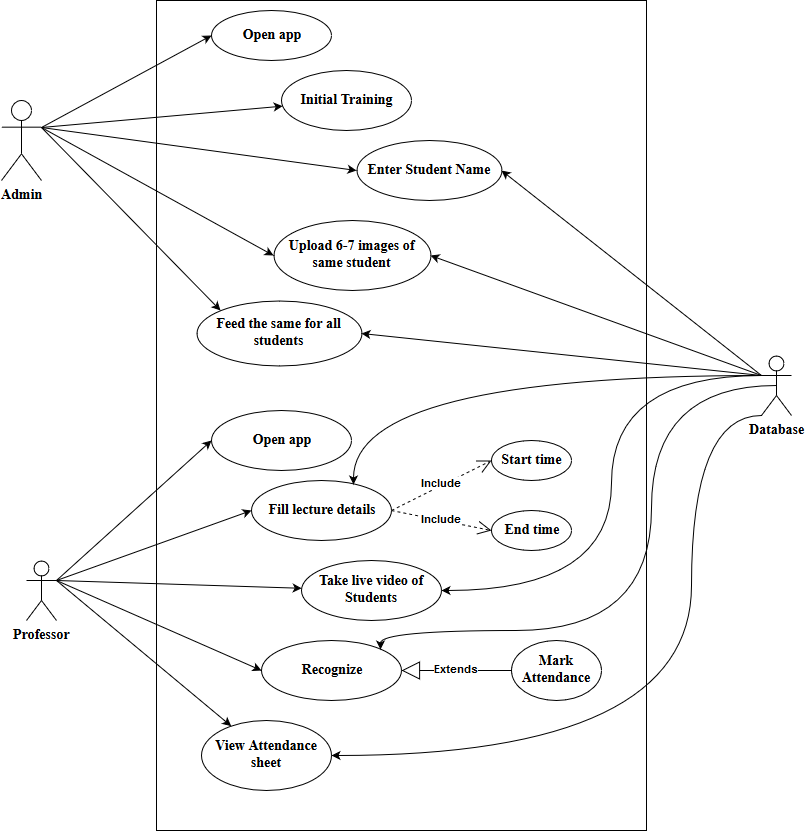 Open app
Initial Training
Enter Student Name
Admin
Upload 6-7 images of
same student
Feed the same for all
students
Database
Open app
Start time
Include
Fill lecture details
Include
End time
Take live video of
Students
Professor
Recognize
Extends
Mark
Attendance
View Attendance
sheet